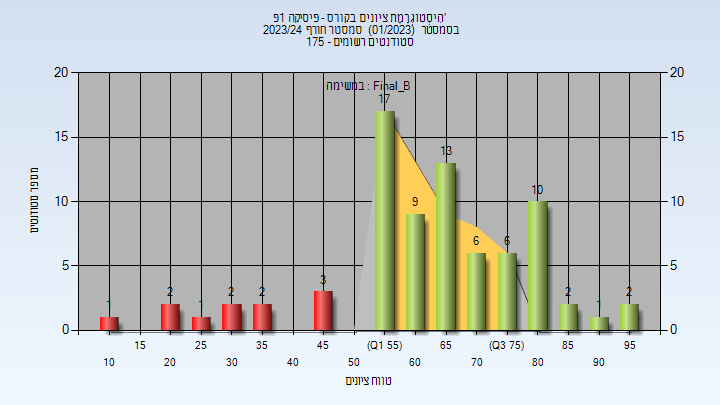 היסטוגרמת ציונים בקורס - פיסיקה 1פ'
בסמסטר (01/2023) סמסטר חורף 2023/24
סטודנטים רשומים - 175
במשימה : Final_B
20 20
15 15
10 10
5 5
0 0
מספר סטודנטים
1 2 1 2 2 3 17 9 13 6 6 10 2 1 2
15 25 35 45 (Q1 55) 65 (Q3 75) 85 95
10 20 30 40 50 60 70 80 90
טווח ציונים